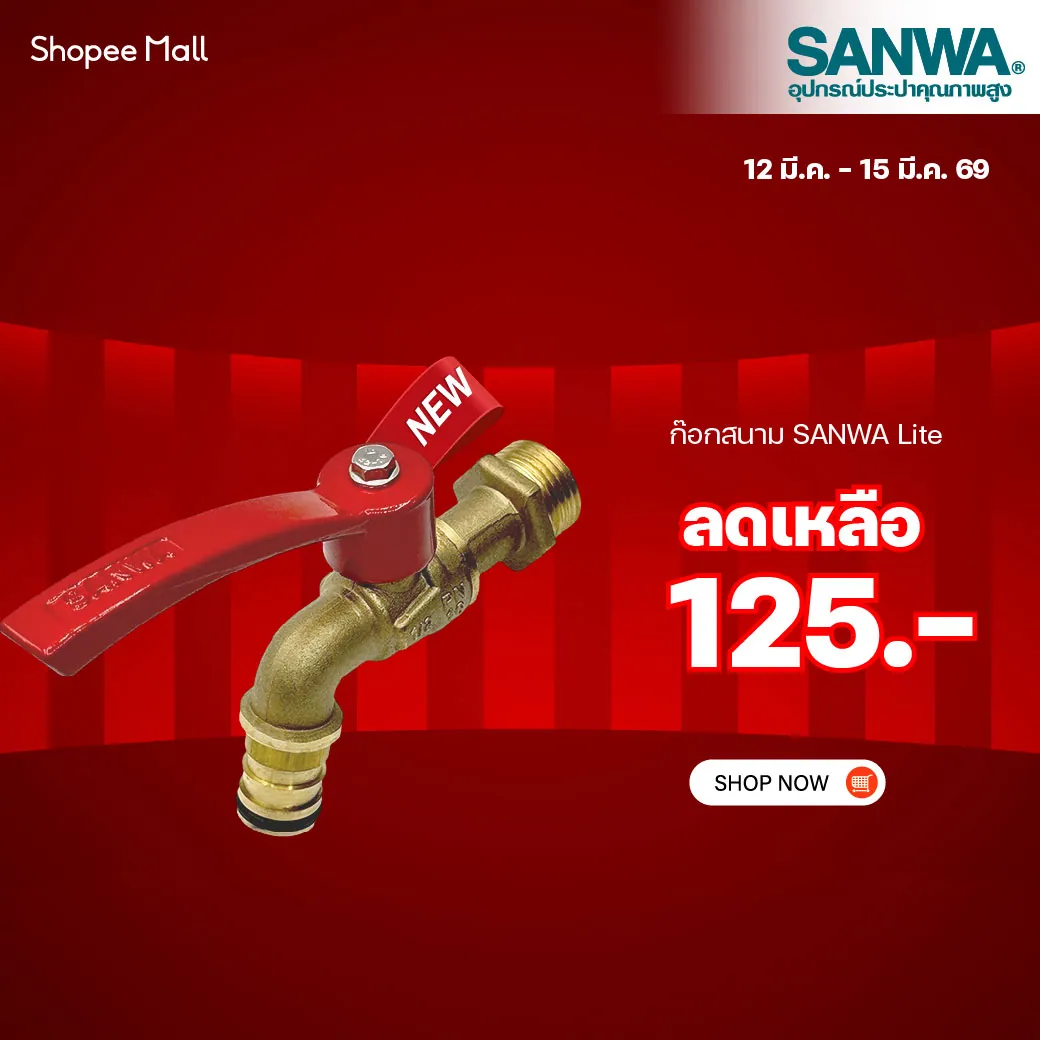 Shopee Mall
SANWA®
อุปกรณ์ประปาคุณภาพสูง
12 มี.ค. - 15 มี.ค. 69
NEW
SANWA
ก๊อกสนาม SANWA Lite
ลดเหลือ
125.-
SHOP NOW